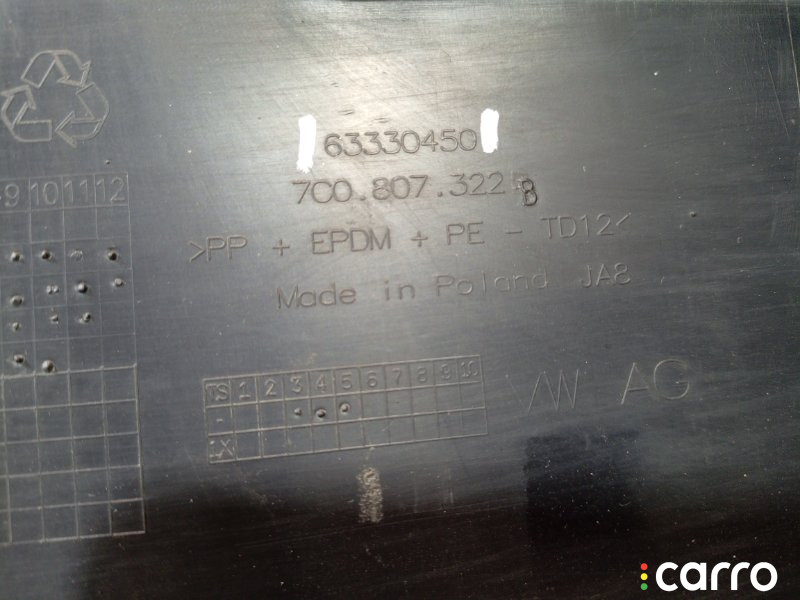 63330450
7C0.807.322 B
>PP + EPDM + PE - TD12<
Made in Poland JA8
9 10 11 12
TS 1 2 3 4 5 6 7 8 9 10
-
1X
VW AG
carro